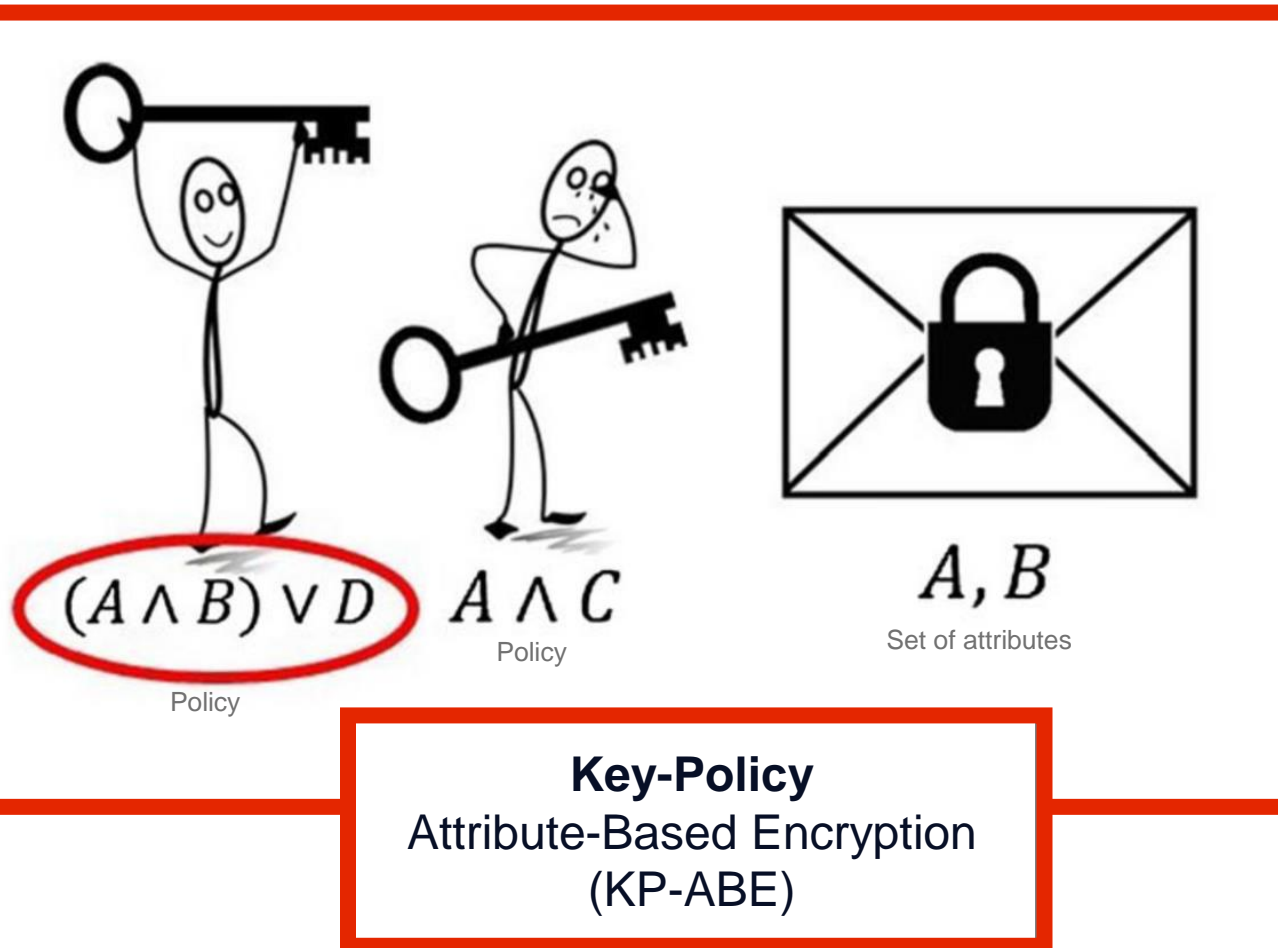 (A ∧ B) ∨ D
Policy
A ∧ C
Policy
A, B
Set of attributes
Key-Policy
Attribute-Based Encryption
(KP-ABE)